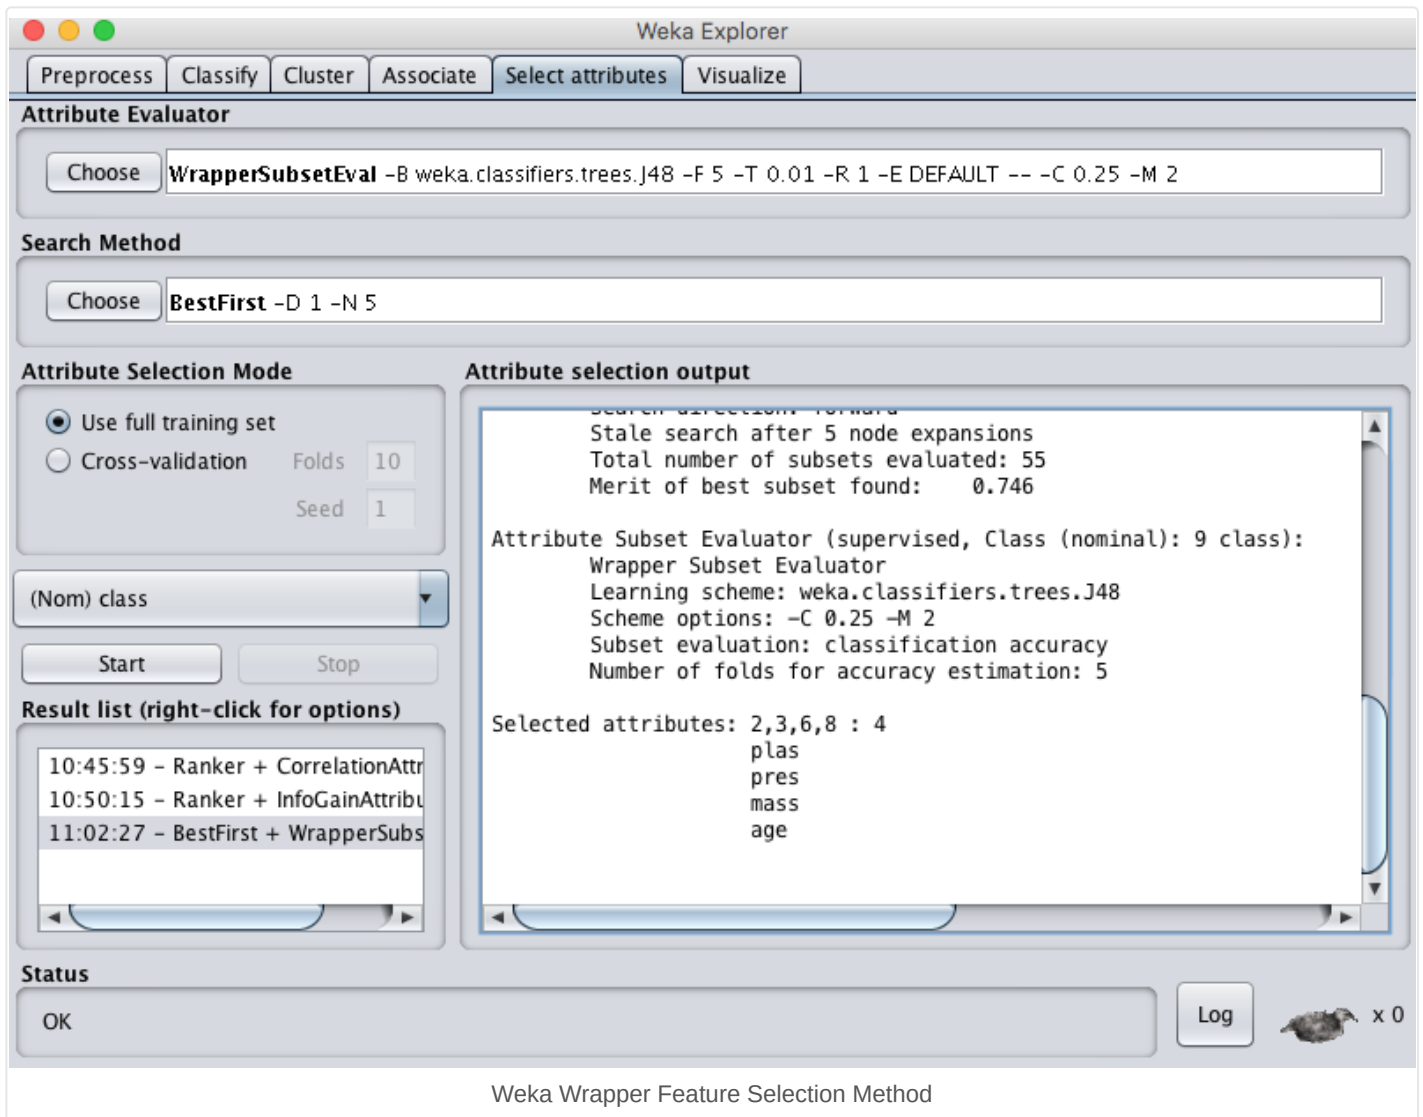 Weka Explorer
Preprocess Classify Cluster Associate Select attributes Visualize
Attribute Evaluator
Choose WrapperSubsetEval -B weka.classifiers.trees.J48 -F 5 -T 0.01 -R 1 -E DEFAULT -- -C 0.25 -M 2
Search Method
Choose BestFirst -D 1 -N 5
Attribute Selection Mode
Use full training set
Cross-validation Folds 10
Seed 1
(Nom) class
Start Stop
Result list (right-click for options)
10:45:59 - Ranker + CorrelationAttr
10:50:15 - Ranker + InfoGainAttribu
11:02:27 - BestFirst + WrapperSubs
Attribute selection output
Search direction: forward
Stale search after 5 node expansions
Total number of subsets evaluated: 55
Merit of best subset found: 0.746
Attribute Subset Evaluator (supervised, Class (nominal): 9 class):
Wrapper Subset Evaluator
Learning scheme: weka.classifiers.trees.J48
Scheme options: -C 0.25 -M 2
Subset evaluation: classification accuracy
Number of folds for accuracy estimation: 5
Selected attributes: 2,3,6,8 : 4
plas
pres
mass
age
Status
OK
Log x 0
Weka Wrapper Feature Selection Method